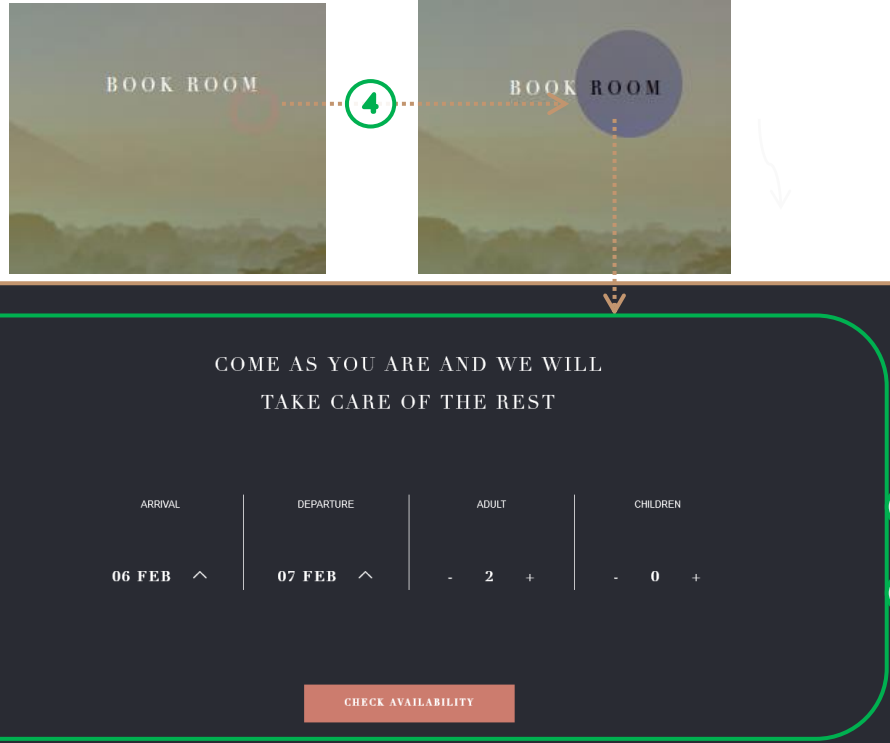 BOOK ROOM
4
BOOK ROOM
COME AS YOU ARE AND WE WILL
TAKE CARE OF THE REST
ARRIVAL
DEPARTURE
ADULT
CHILDREN
06 FEB
07 FEB
- 2 +
- 0 +
CHECK AVAILABILITY